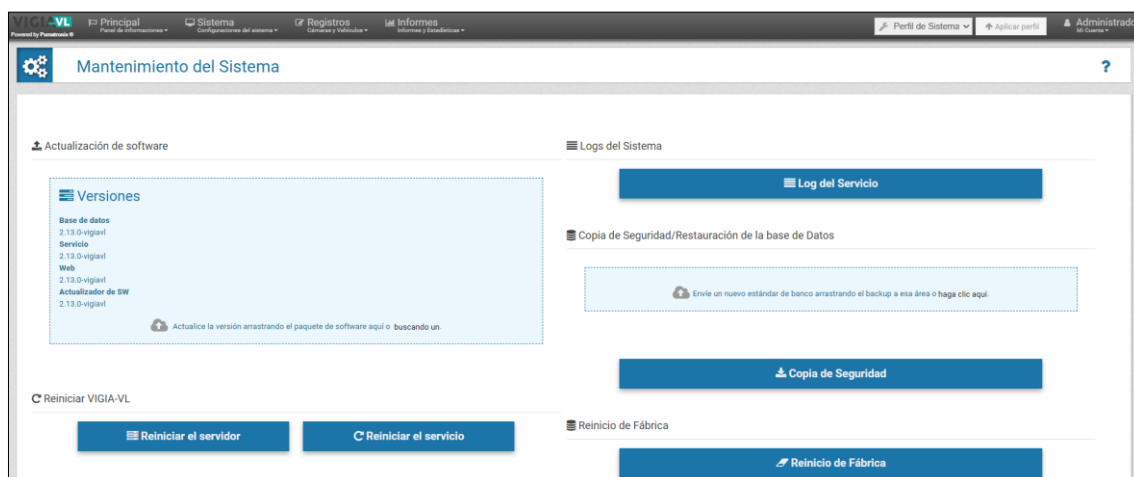 VIGIA-VL
Powered by Pumatronix ®
Principal
Panel de informaciones
Sistema
Configuraciones del sistema
Registros
Cámaras y Vehículos
Informes
Informes y Estadísticas
Perfil de Sistema
Aplicar perfil
Administrado
Mi Cuenta
Mantenimiento del Sistema
?
Actualización de software
Versiones
Base de datos
2.13.0-vigiavl
Servicio
2.13.0-vigiavl
Web
2.13.0-vigiavl
Actualizador de SW
2.13.0-vigiavl
Actualice la versión arrastrando el paquete de software aquí o buscando un.
Reiniciar VIGIA-VL
Reiniciar el servidor
Reiniciar el servicio
Logs del Sistema
Log del Servicio
Copia de Seguridad/Restauración de la base de Datos
Envíe un nuevo estándar de banco arrastrando el backup a esa área o haga clic aquí.
Copia de Seguridad
Reinicio de Fábrica
Reinicio de Fábrica